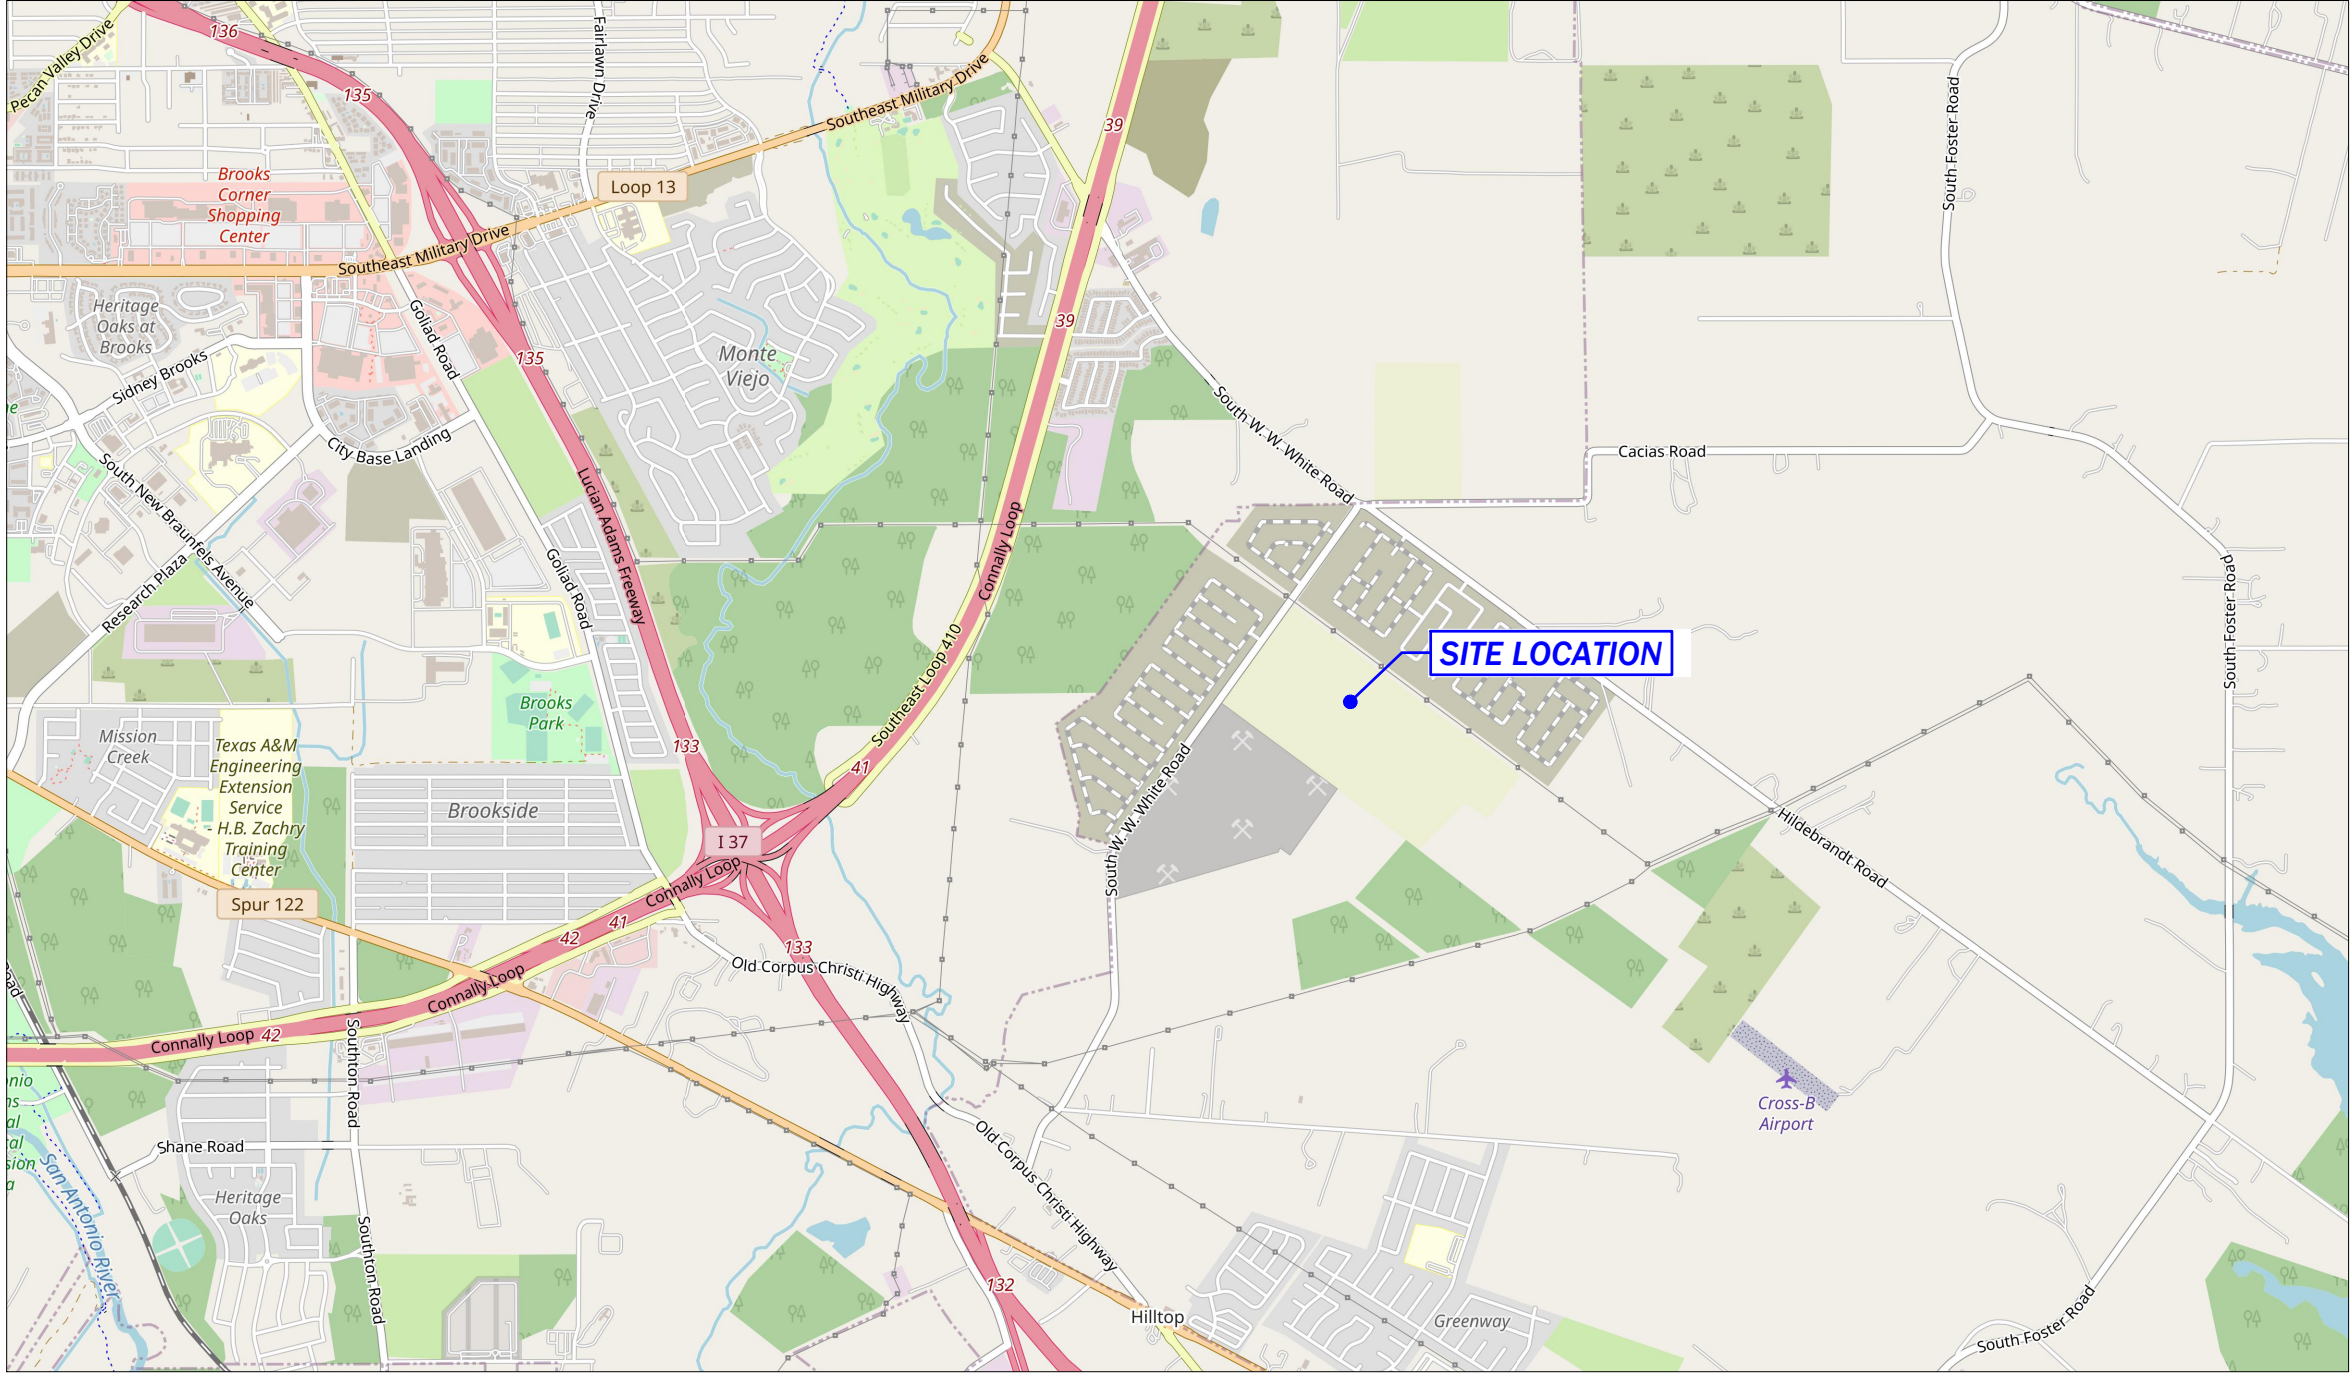 136
Pecan Valley Drive
Fairlawn Drive
135
Southeast Military Drive
39
South Foster Road
Brooks
Corner
Shopping
Center
Loop 13
Southeast Military Drive
Heritage
Oaks at
Brooks
Goliad Road
39
135
Monte
Viejo
Sidney Brooks
City Base Landing
South W. W. White Road
Cacias Road
South New Braunfels Avenue
Lucian Adams Freeway
Connally Loop
Research Plaza
Goliad Road
South Foster Road
Southeast Loop 410
SITE LOCATION
Brooks
Park
Mission
Creek
Texas A&M
Engineering
Extension
Service
- H.B. Zachry
Training
Center
133
41
South W. W. White Road
Brookside
I 37
Hildebrandt Road
Connally Loop
Spur 122
41
42
133
Old Corpus Christi Highway
Connally Loop
Connally Loop
42
Southton Road
Cross-B
Airport
Shane Road
Old Corpus Christi Highway
San Antonio River
Heritage
Oaks
Southton Road
132
Hilltop
Greenway
South Foster Road